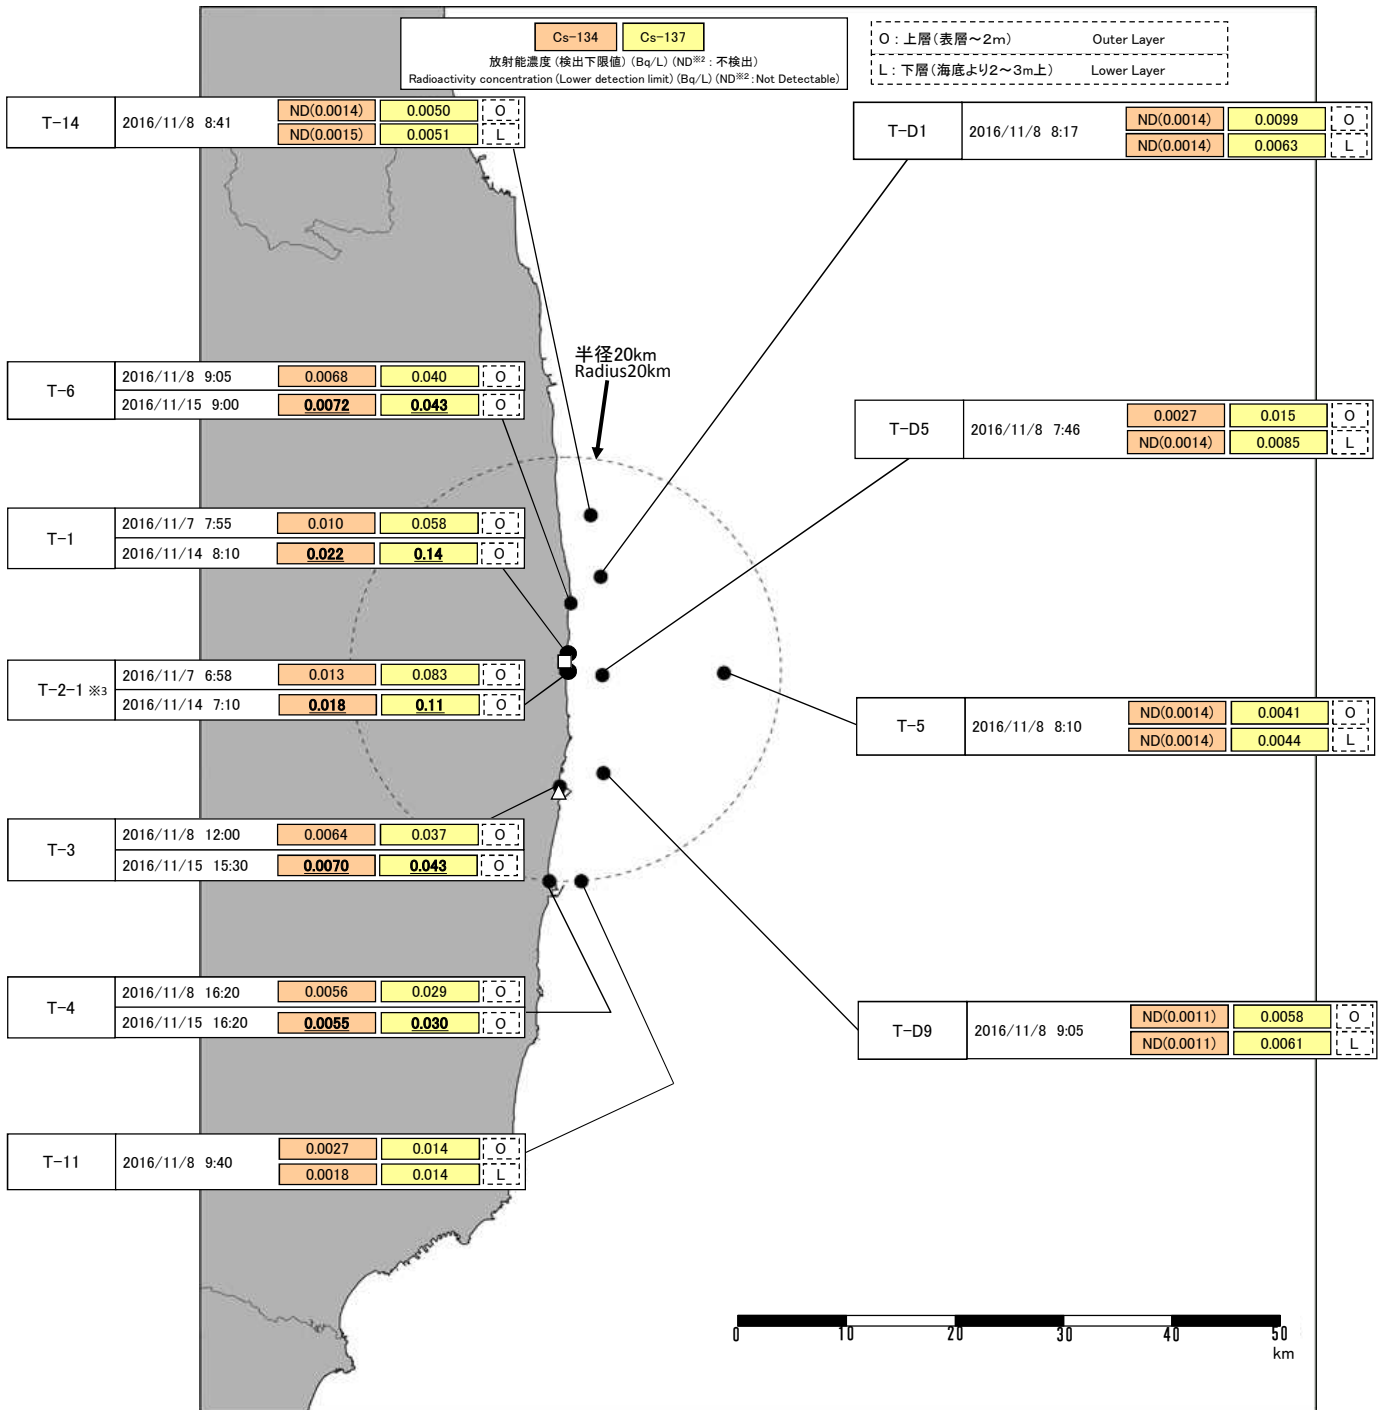 Cs-134 Cs-137
放射能濃度 (検出下限値) (Bq/L) (ND※2 : 不検出)
Radioactivity concentration (Lower detection limit) (Bq/L) (ND※2 : Not Detectable)
O : 上層(表層～2m) Outer Layer
L : 下層(海底より2～3m上) Lower Layer
T-14 2016/11/8 8:41 ND(0.0014) 0.0050 O
ND(0.0015) 0.0051 L
T-D1 2016/11/8 8:17 ND(0.0014) 0.0099 O
ND(0.0014) 0.0063 L
半径20km
Radius20km
T-6 2016/11/8 9:05 0.0068 0.040 O
2016/11/15 9:00 0.0072 0.043 O
T-D5 2016/11/8 7:46 0.0027 0.015 O
ND(0.0014) 0.0085 L
T-1 2016/11/7 7:55 0.010 0.058 O
2016/11/14 8:10 0.022 0.14 O
T-2-1 ※3 2016/11/7 6:58 0.013 0.083 O
2016/11/14 7:10 0.018 0.11 O
T-5 2016/11/8 8:10 ND(0.0014) 0.0041 O
ND(0.0014) 0.0044 L
T-3 2016/11/8 12:00 0.0064 0.037 O
2016/11/15 15:30 0.0070 0.043 O
T-4 2016/11/8 16:20 0.0056 0.029 O
2016/11/15 16:20 0.0055 0.030 O
T-D9 2016/11/8 9:05 ND(0.0011) 0.0058 O
ND(0.0011) 0.0061 L
T-11 2016/11/8 9:40 0.0027 0.014 O
0.0018 0.014 L
0 10 20 30 40 50
km